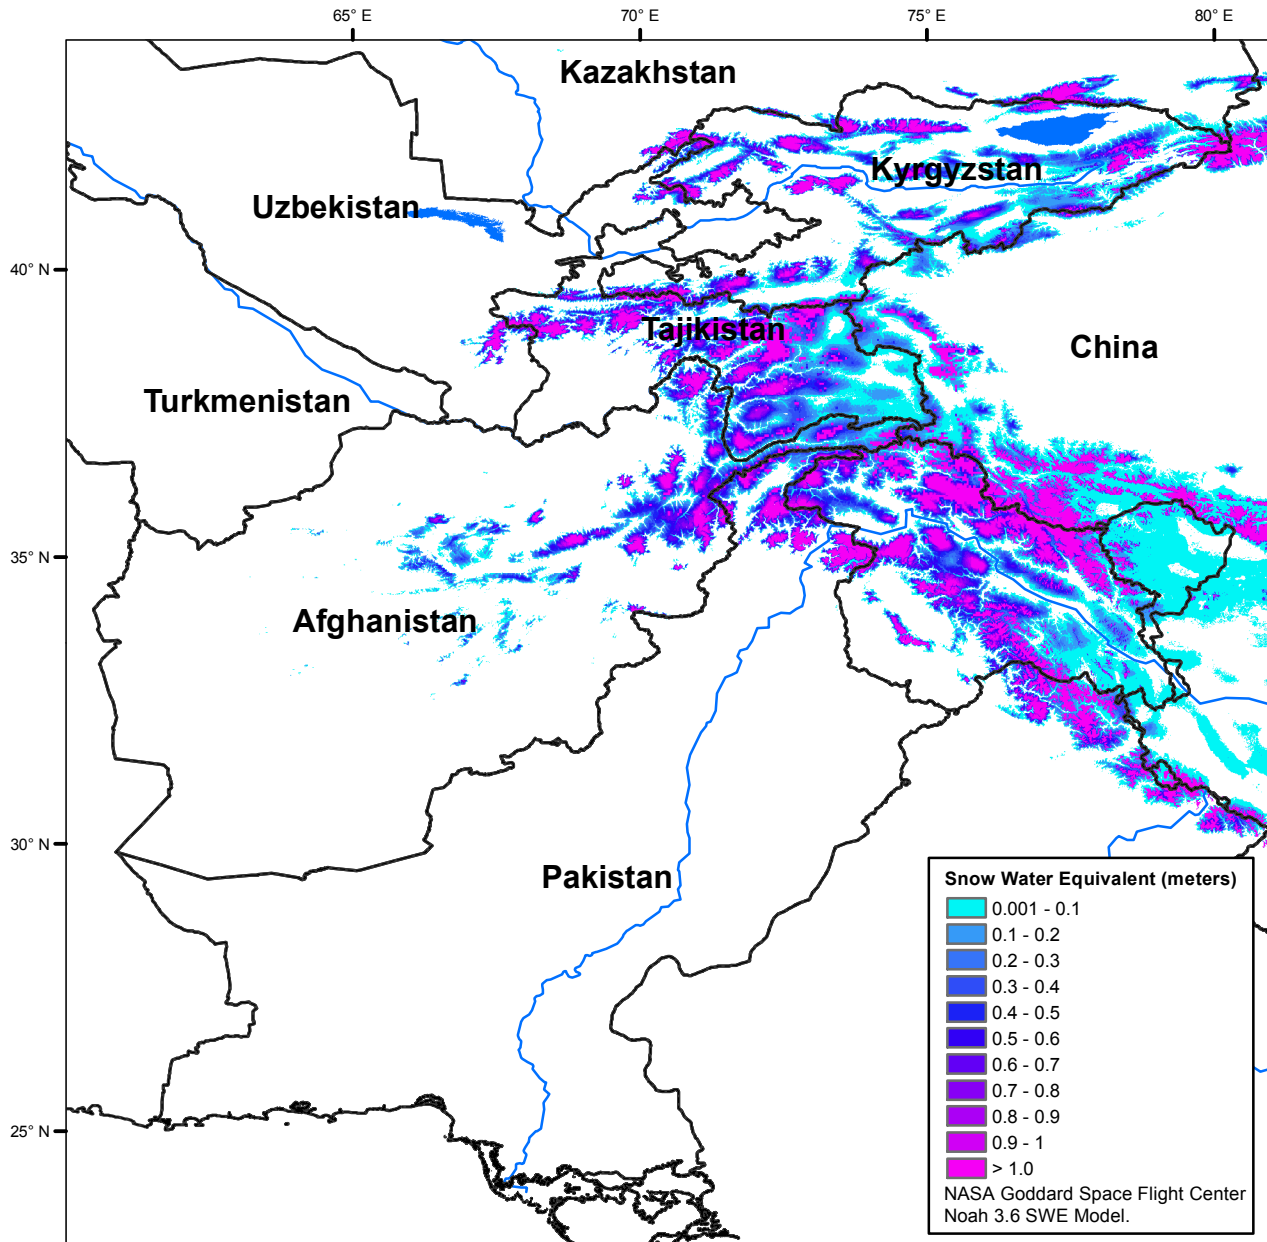 65° E
70° E
75° E
80° E
Kazakhstan
Kyrgyzstan
Uzbekistan
40° N
Tajikistan
China
Turkmenistan
35° N
Afghanistan
30° N
Pakistan
25° N
Snow Water Equivalent (meters)
0.001 - 0.1
0.1 - 0.2
0.2 - 0.3
0.3 - 0.4
0.4 - 0.5
0.5 - 0.6
0.6 - 0.7
0.7 - 0.8
0.8 - 0.9
0.9 - 1
> 1.0
NASA Goddard Space Flight Center
Noah 3.6 SWE Model.